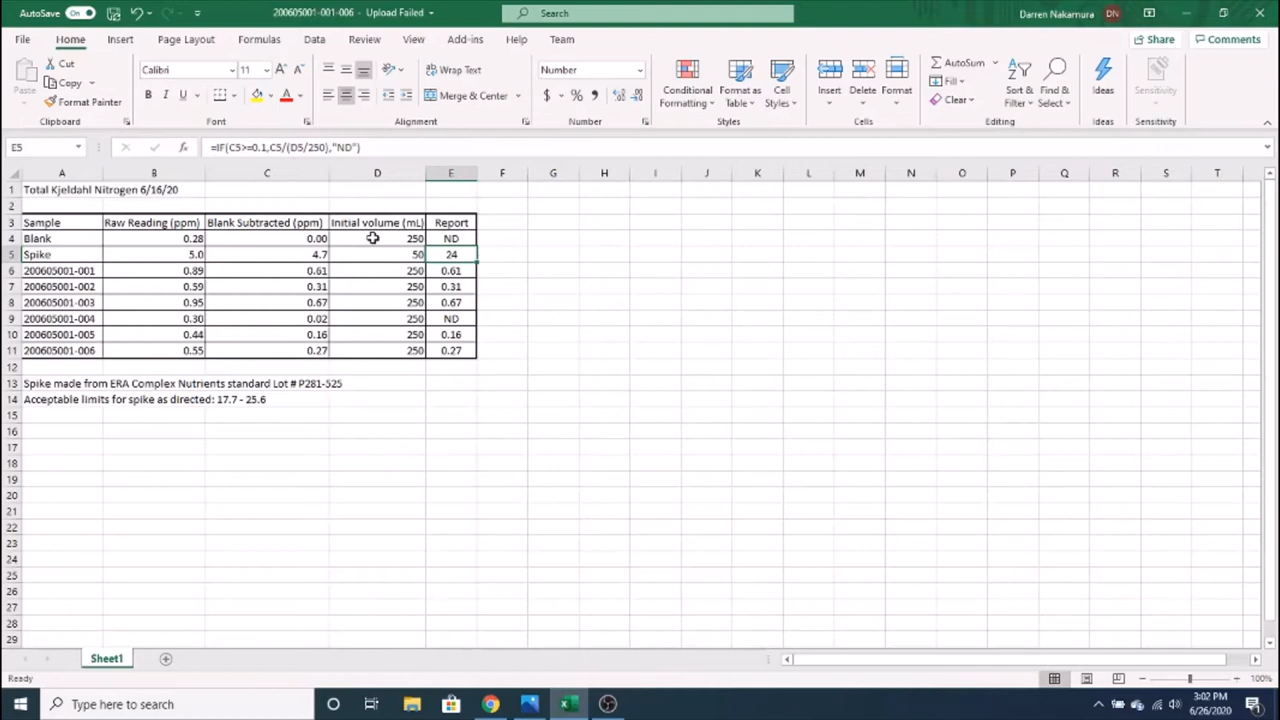 AutoSave On 200605001-001-006 - Upload Failed Search Darren Nakamura DN
File Home Insert Page Layout Formulas Data Review View Add-ins Help Team Share Comments
Paste Cut Copy Format Painter Clipboard
Calibri 11 B I U Font
Wrap Text Merge & Center Alignment
Number $ % Number
Conditional Formatting Format as Table Cell Styles Styles
Insert Delete Format Cells
AutoSum Fill Clear Sort & Filter Find & Select Editing
Ideas Ideas
Sensitivity Sensitivity
E5 fx =IF(C5>=0.1,C5/(D5/250),"ND")
A B C D E F G H I J K L M N O P Q R S T
1 Total Kjeldahl Nitrogen 6/16/20
2
3 Sample Raw Reading (ppm) Blank Subtracted (ppm) Initial volume (mL) Report
4 Blank 0.28 0.00 250 ND
5 Spike 5.0 4.7 50 24
6 200605001-001 0.89 0.61 250 0.61
7 200605001-002 0.59 0.31 250 0.31
8 200605001-003 0.95 0.67 250 0.67
9 200605001-004 0.30 0.02 250 ND
10 200605001-005 0.44 0.16 250 0.16
11 200605001-006 0.55 0.27 250 0.27
12
13 Spike made from ERA Complex Nutrients standard Lot # P281-525
14 Acceptable limits for spike as directed: 17.7 - 25.6
15
16
17
18
19
20
21
22
23
24
25
26
27
28
29
Sheet1
Ready 100%
Type here to search 3:02 PM
6/26/2020